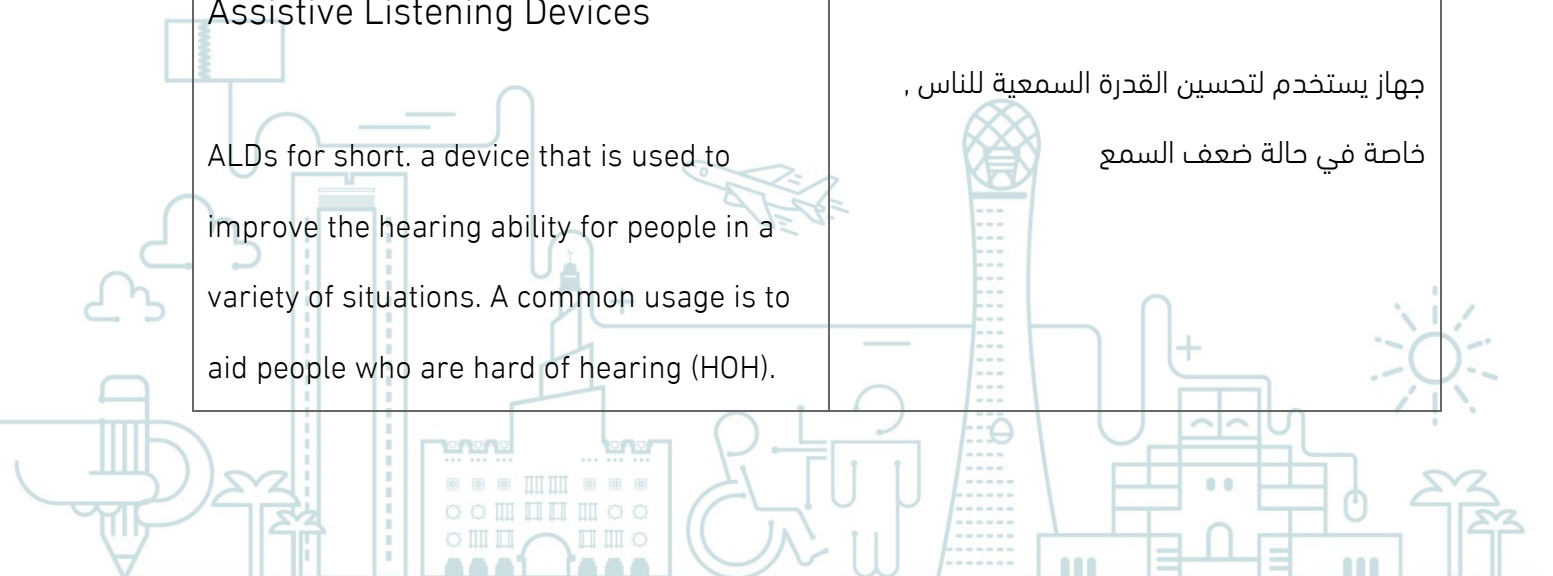 Assistive Listening Devices
ALDs for short. a device that is used to
improve the hearing ability for people in a
variety of situations. A common usage is to
aid people who are hard of hearing (HOH).
جهاز يستخدم لتحسين القدرة السمعية للناس ,
خاصة في حالة ضعف السمع